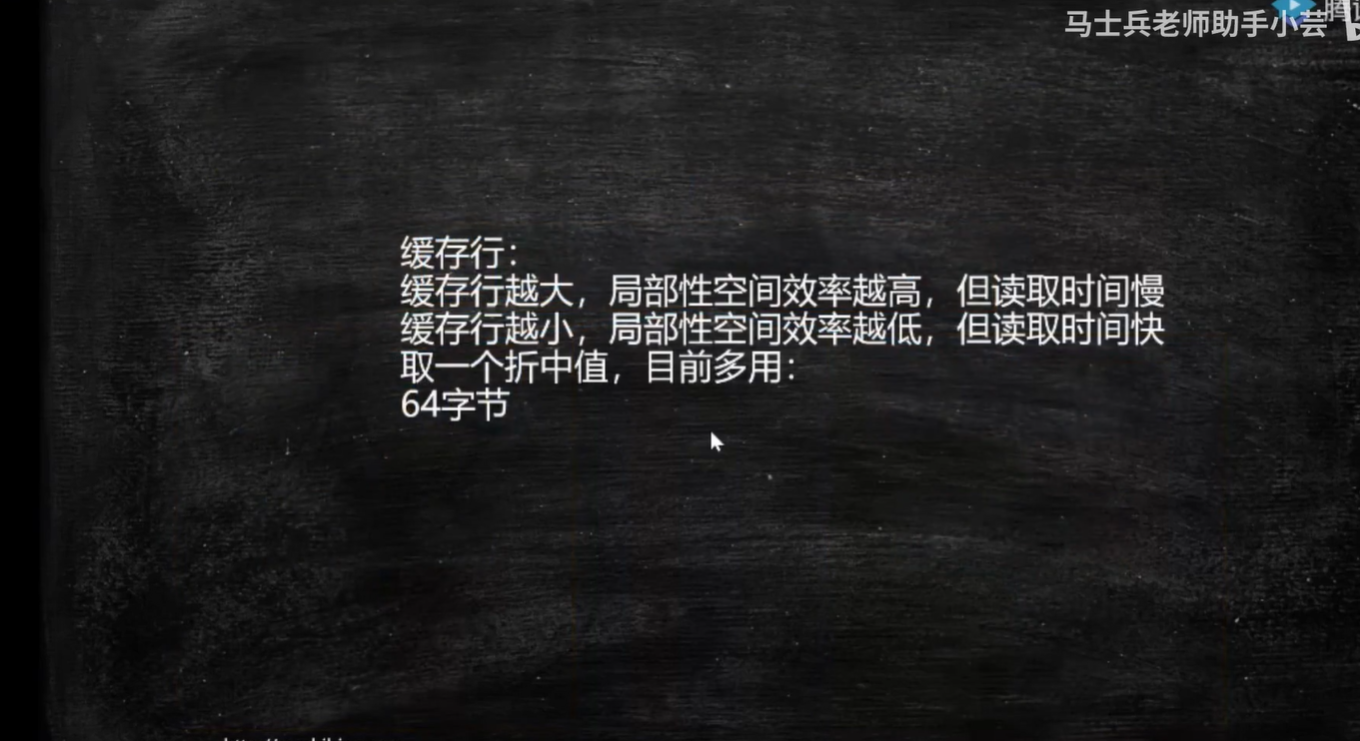 马士兵老师助手小芸
缓存行：
缓存行越大，局部性空间效率越高，但读取时间慢
缓存行越小，局部性空间效率越低，但读取时间快
取一个折中值，目前多用：
64字节